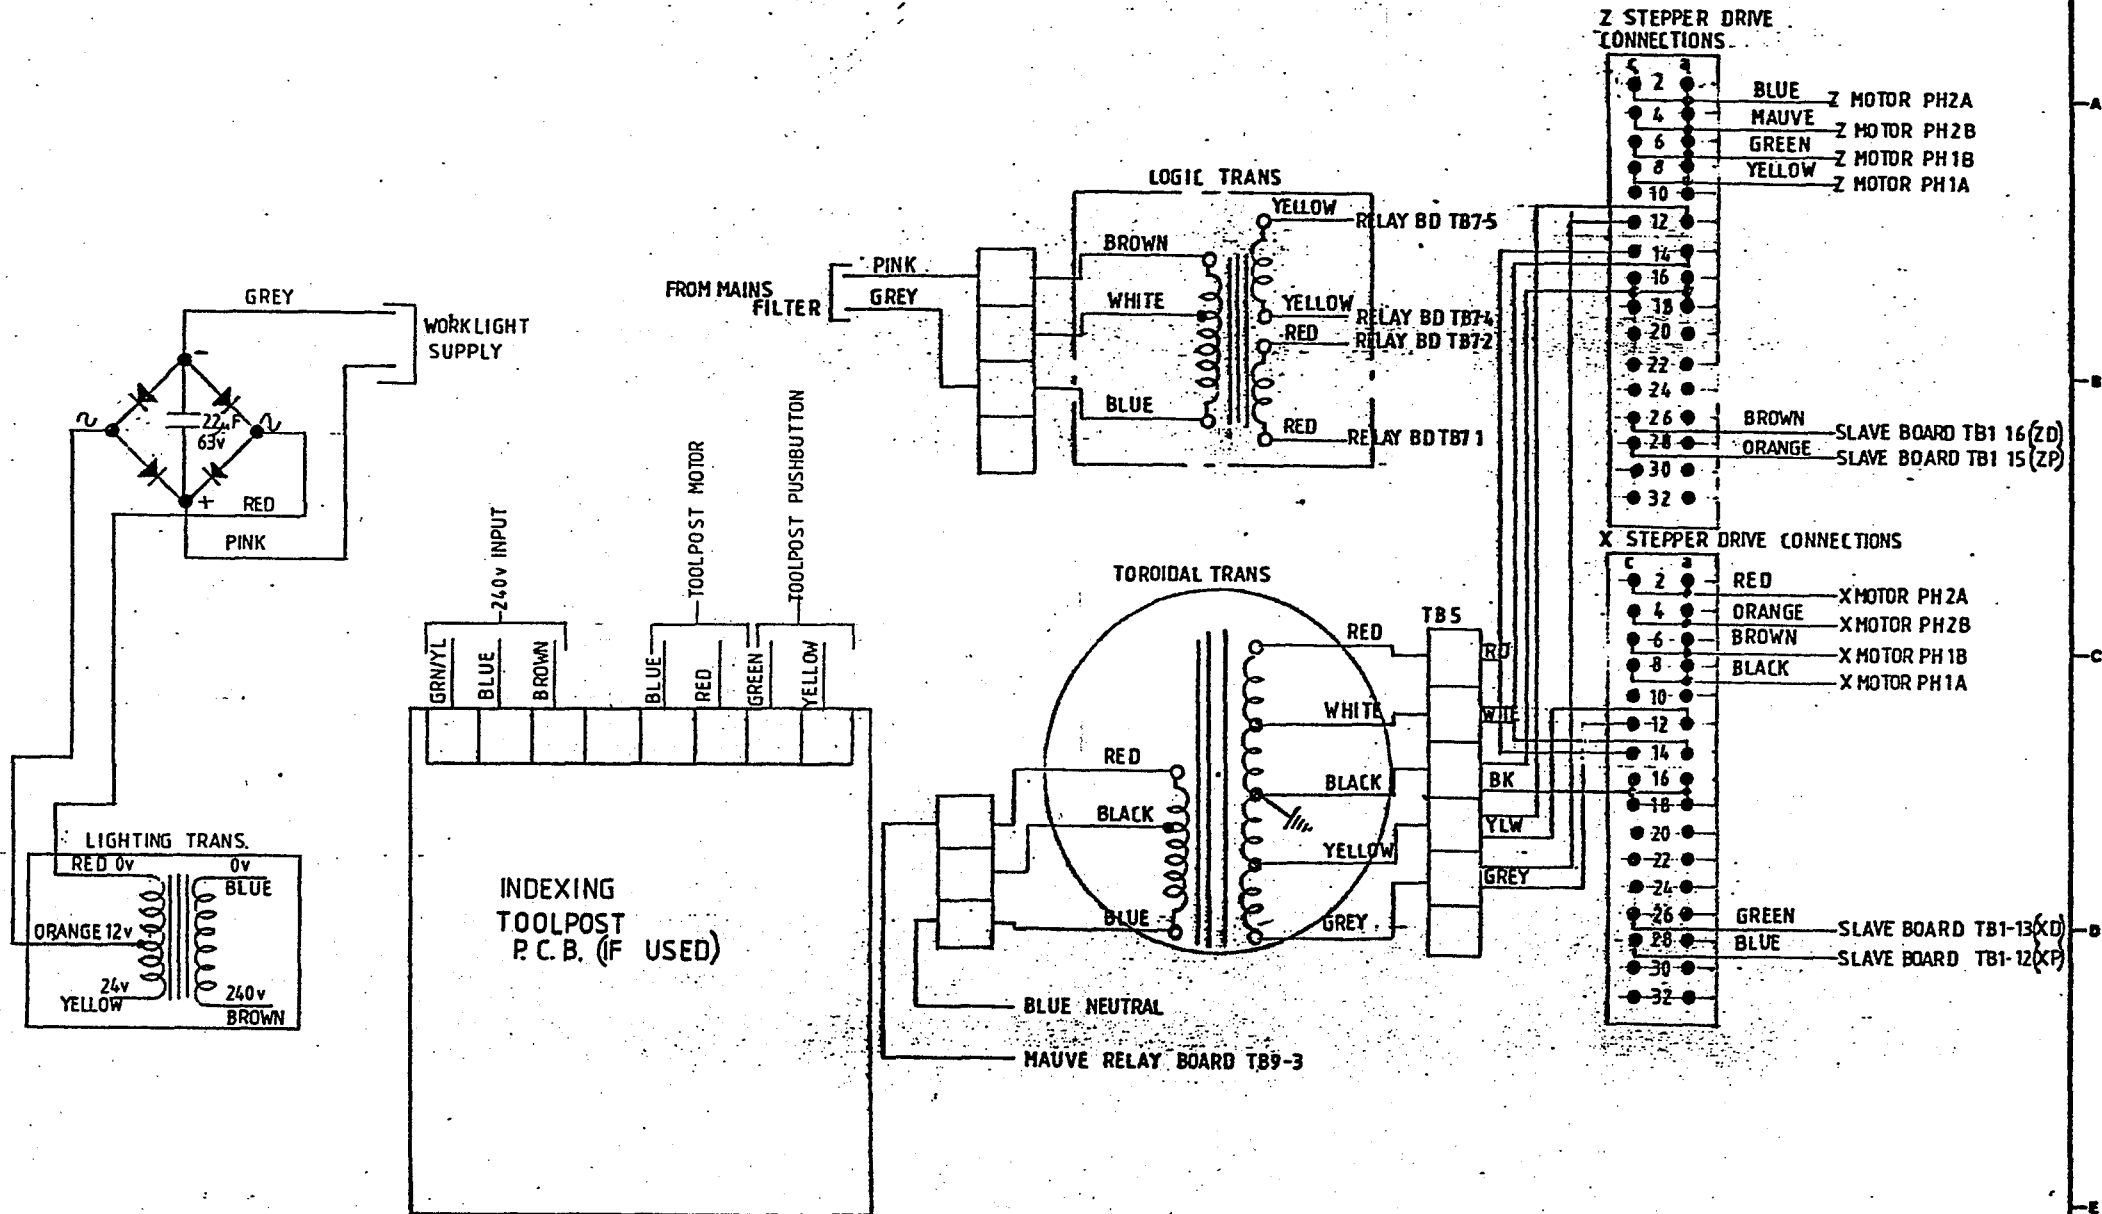 Z STEPPER DRIVE
CONNECTIONS
c a
2
4
6
8
10
12
14
16
18
20
22
24
26
28
30
32
BLUE Z MOTOR PH2A
MAUVE Z MOTOR PH2B
GREEN Z MOTOR PH1B
YELLOW Z MOTOR PH1A
BROWN SLAVE BOARD TB1 16(ZD)
ORANGE SLAVE BOARD TB1 15(ZP)
A
B
C
D
E
LOGIC TRANS
FROM MAINS
FILTER
PINK
GREY
BROWN
WHITE
BLUE
YELLOW RELAY BD TB7-5
YELLOW RELAY BD TB7-4
RED RELAY BD TB7-2
RED RELAY BD TB7 1
GREY
WORKLIGHT
SUPPLY
-
22µF
63v
+
RED
PINK
LIGHTING TRANS.
RED 0v
ORANGE 12v
24v
YELLOW
0v
BLUE
240v
BROWN
240v INPUT
TOOLPOST MOTOR
TOOLPOST PUSHBUTTON
GRN/YL
BLUE
BROWN
BLUE
RED
GREEN
YELLOW
INDEXING
TOOLPOST
P.C.B. (IF USED)
TOROIDAL TRANS
RED
BLACK
BLUE
RED
WHITE
BLACK
YELLOW
GREY
BLUE NEUTRAL
MAUVE RELAY BOARD TB9-3
TB5
BK
YLW
GREY
X STEPPER DRIVE CONNECTIONS
c a
2
4
6
8
10
12
14
16
18
20
22
24
26
28
30
32
RED X MOTOR PH2A
ORANGE X MOTOR PH2B
BROWN X MOTOR PH1B
BLACK X MOTOR PH1A
GREEN SLAVE BOARD TB1-13(XD)
BLUE SLAVE BOARD TB1-12(XP)